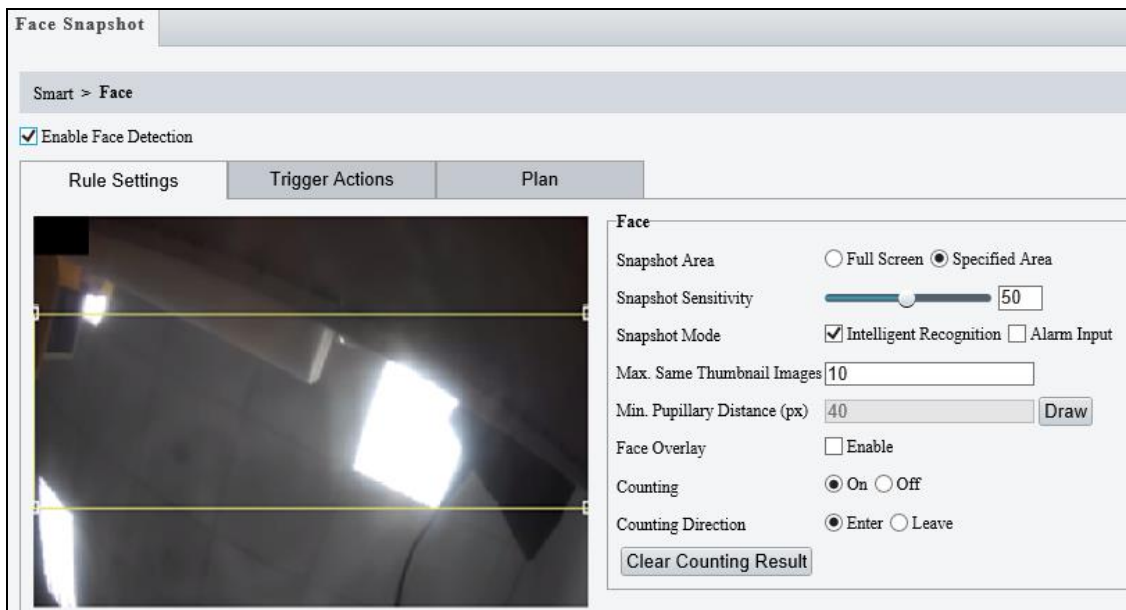 Face Snapshot
Smart > Face
Enable Face Detection
Rule Settings
Trigger Actions
Plan
Face
Snapshot Area Full Screen Specified Area
Snapshot Sensitivity 50
Snapshot Mode Intelligent Recognition Alarm Input
Max. Same Thumbnail Images 10
Min. Pupillary Distance (px) 40 Draw
Face Overlay Enable
Counting On Off
Counting Direction Enter Leave
Clear Counting Result